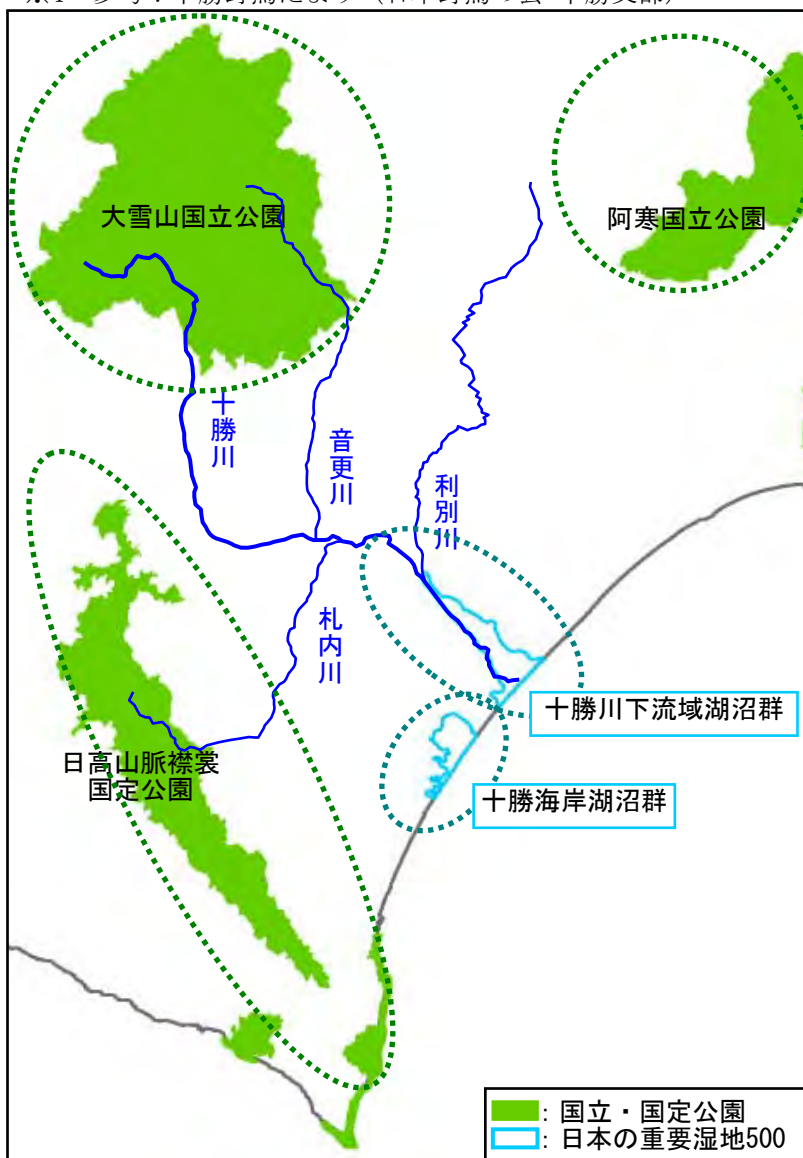 大雪山国立公園
阿寒国立公園
十勝川
音更川
利別川
札内川
十勝川下流域湖沼群
日高山脈襟裳
国定公園
十勝海岸湖沼群
: 国立・国定公園
: 日本の重要湿地500